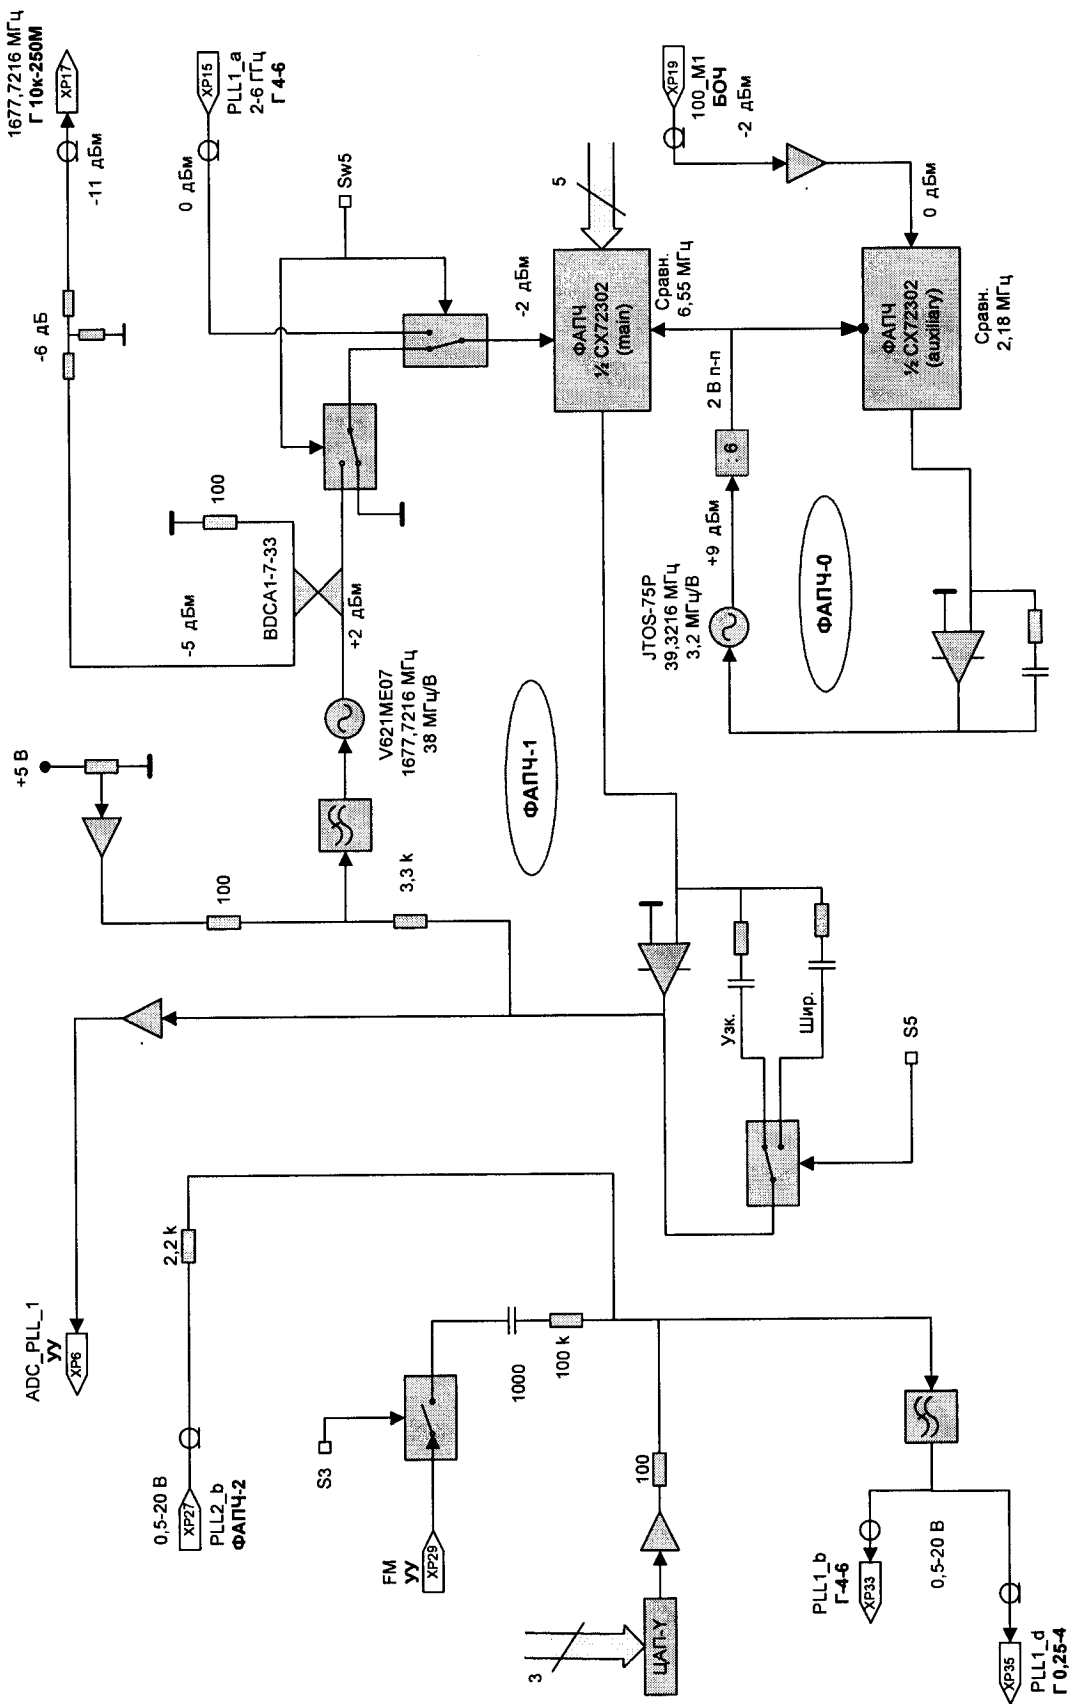 1677,7216 МГц
Г 10к-250М
XP17
-11 дБм
-6 дБ
XP15
PLL1_a
2-6 ГГц
Г 4-6
0 дБм
Sw5
XP19
100_M1
БОЧ
-2 дБм
0 дБм
5
-2 дБм
ФАПЧ
½ CX72302
(main)
Сравн.
6,55 МГц
ФАПЧ
½ CX72302
(auxiliary)
Сравн.
2,18 МГц
2 В п-п
: 6
+9 дБм
JTOS-75P
39,3216 МГц
3,2 МГц/В
ФАПЧ-0
100
BDCA1-7-33
-5 дБм
+2 дБм
V621ME07
1677,7216 МГц
38 МГц/В
ФАПЧ-1
+5 В
100
3,3 k
Узк.
Шир.
S5
ADC_PLL_1
УУ
XP6
2,2 k
0,5-20 В
XP27
PLL2_b
ФАПЧ-2
S3
1000
100 k
FM
УУ
XP29
100
3
ЦАП-Y
PLL1_b
Г-4-6
XP33
0,5-20 В
XP35
PLL1_d
Г 0,25-4